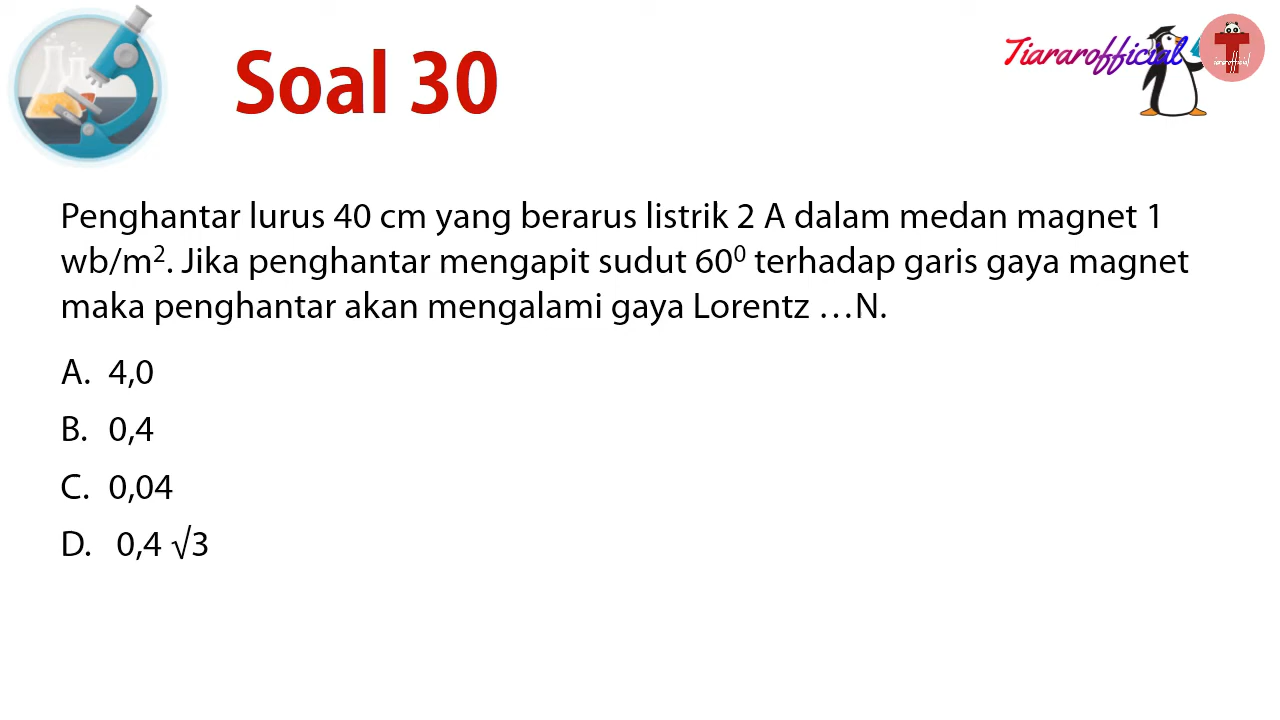 Soal 30
Tiararofficial
T
tiararofficial
Penghantar lurus 40 cm yang berarus listrik 2 A dalam medan magnet 1
wb/m². Jika penghantar mengapit sudut 60⁰ terhadap garis gaya magnet
maka penghantar akan mengalami gaya Lorentz …N.
A. 4,0
B. 0,4
C. 0,04
D. 0,4 √3